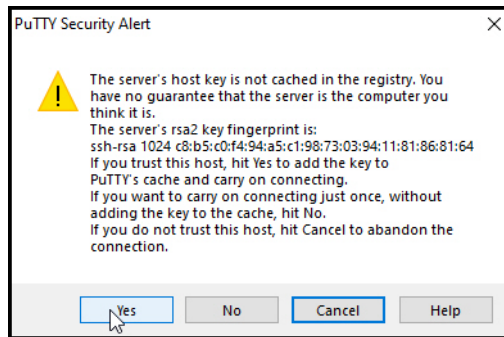 PuTTY Security Alert
The server's host key is not cached in the registry. You
have no guarantee that the server is the computer you
think it is.
The server's rsa2 key fingerprint is:
ssh-rsa 1024 c8:b5:c0:f4:94:a5:c1:98:73:03:94:11:81:86:81:64
If you trust this host, hit Yes to add the key to
PuTTY's cache and carry on connecting.
If you want to carry on connecting just once, without
adding the key to the cache, hit No.
If you do not trust this host, hit Cancel to abandon the
connection.
Yes No Cancel Help